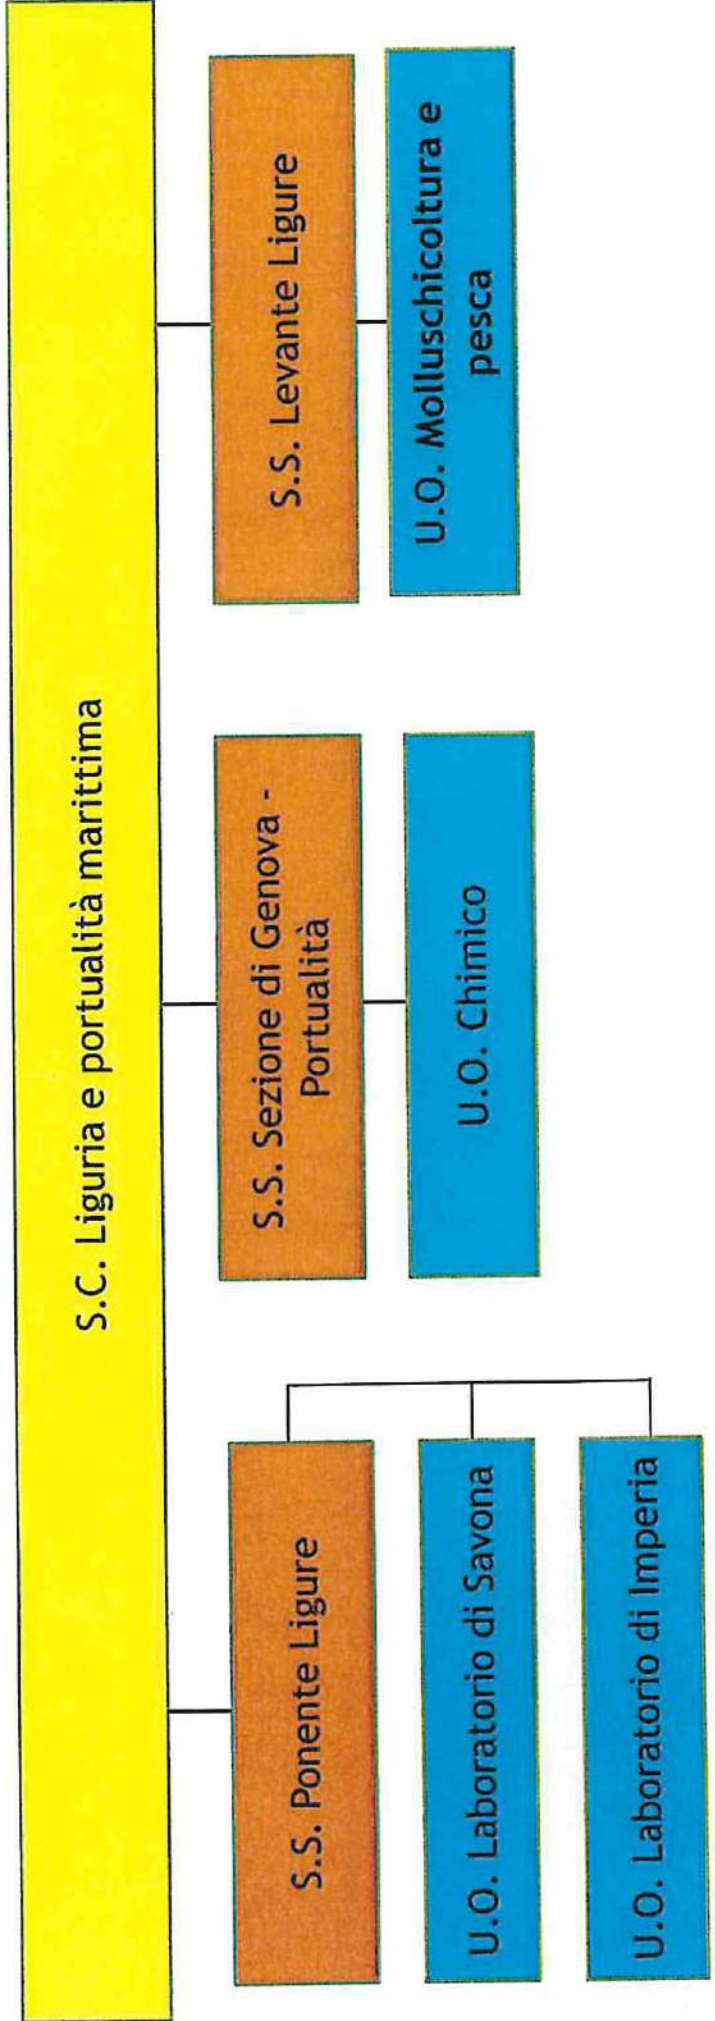 S.C. Liguria e portualità marittima
S.S. Ponente Ligure
U.O. Laboratorio di Savona
U.O. Laboratorio di Imperia
S.S. Sezione di Genova -
Portualità
U.O. Chimico
S.S. Levante Ligure
U.O. Molluschicoltura e
pesca